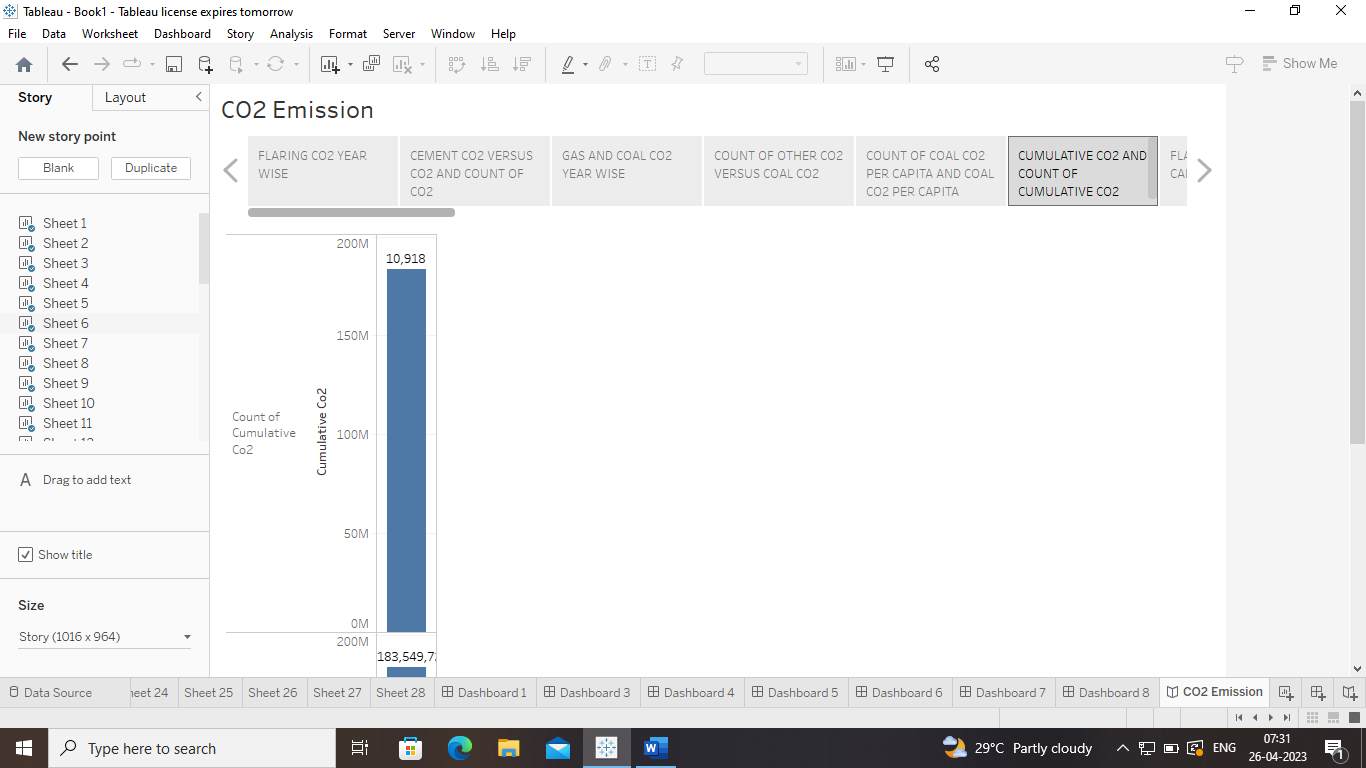 Tableau - Book1 - Tableau license expires tomorrow
File Data Worksheet Dashboard Story Analysis Format Server Window Help
Show Me
Story Layout
New story point
Blank Duplicate
Sheet 1
Sheet 2
Sheet 3
Sheet 4
Sheet 5
Sheet 6
Sheet 7
Sheet 8
Sheet 9
Sheet 10
Sheet 11
A Drag to add text
Show title
Size
Story (1016 x 964)
CO2 Emission
FLARING CO2 YEAR
WISE
CEMENT CO2 VERSUS
CO2 AND COUNT OF
CO2
GAS AND COAL CO2
YEAR WISE
COUNT OF OTHER CO2
VERSUS COAL CO2
COUNT OF COAL CO2
PER CAPITA AND COAL
CO2 PER CAPITA
CUMULATIVE CO2 AND
COUNT OF
CUMULATIVE CO2
FLA
CAI
200M
10,918
150M
Count of
Cumulative
Co2
Cumulative Co2
100M
50M
0M
200M
183,549,7
Data Source heet 24 Sheet 25 Sheet 26 Sheet 27 Sheet 28 Dashboard 1 Dashboard 3 Dashboard 4 Dashboard 5 Dashboard 6 Dashboard 7 Dashboard 8 CO2 Emission
Type here to search
29°C Partly cloudy
ENG
07:31
26-04-2023
1